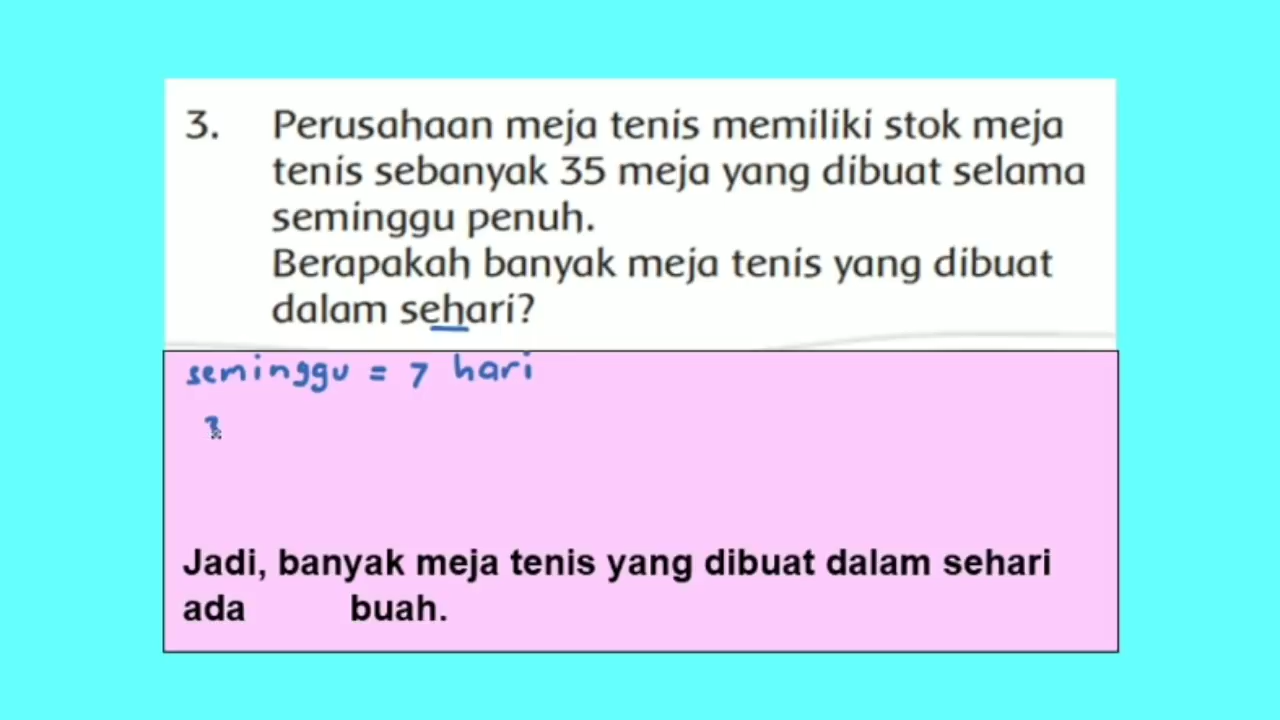 3. Perusahaan meja tenis memiliki stok meja
tenis sebanyak 35 meja yang dibuat selama
seminggu penuh.
Berapakah banyak meja tenis yang dibuat
dalam sehari?
seminggu = 7 hari
3
Jadi, banyak meja tenis yang dibuat dalam sehari
ada buah.